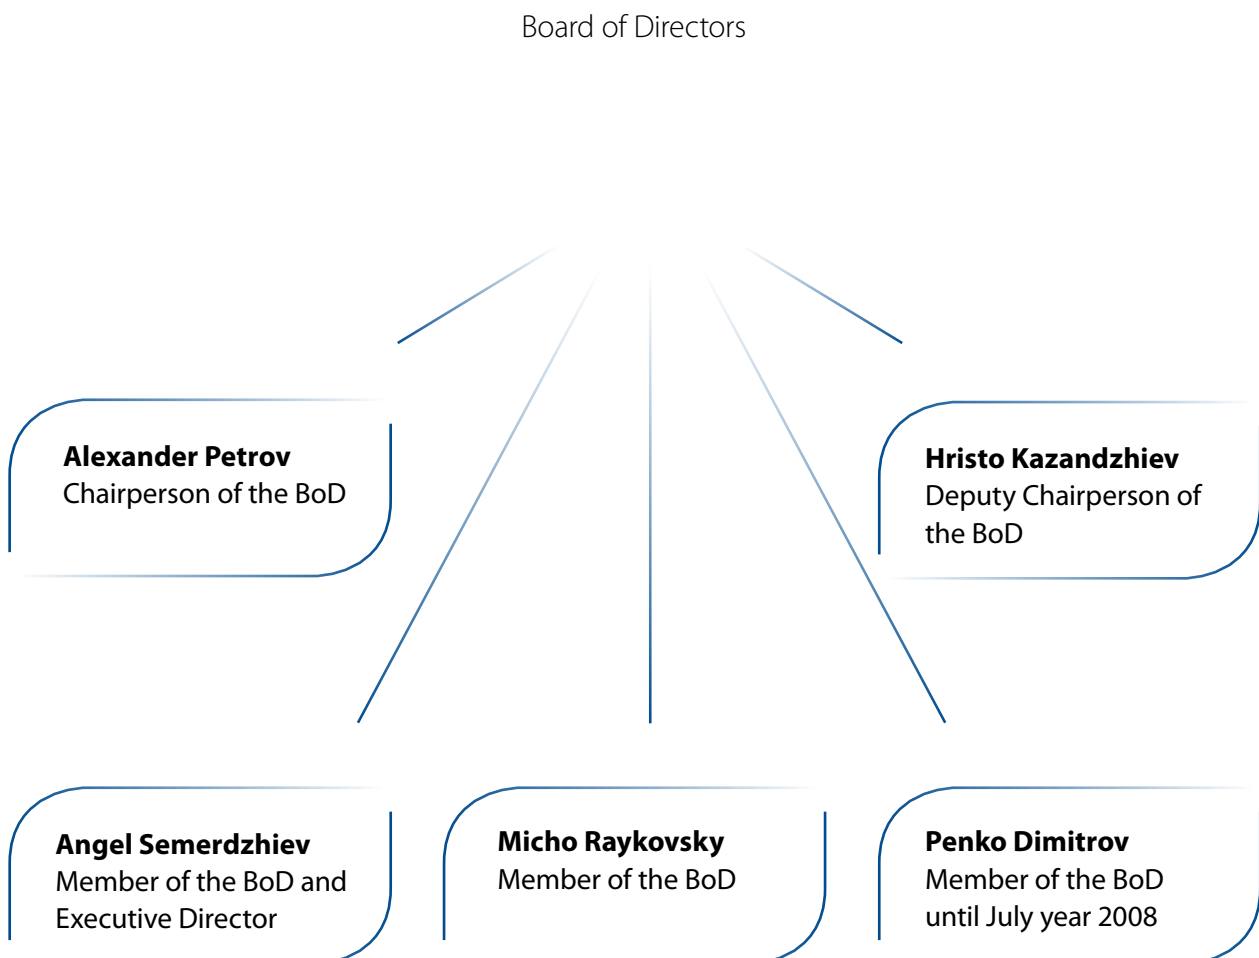 Board of Directors
Alexander Petrov
Chairperson of the BoD
Hristo Kazandzhiev
Deputy Chairperson of
the BoD
Angel Semerdzhiev
Member of the BoD and
Executive Director
Micho Raykovsky
Member of the BoD
Penko Dimitrov
Member of the BoD
until July year 2008